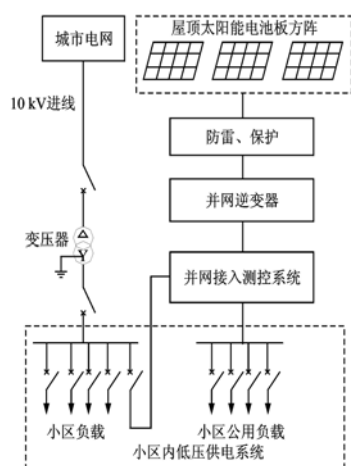 城市电网
屋顶太阳能电池板方阵
10 kV进线
防雷、保护
并网逆变器
变压器
Y
并网接入测控系统
小区负载
小区公用负载
小区内低压供电系统